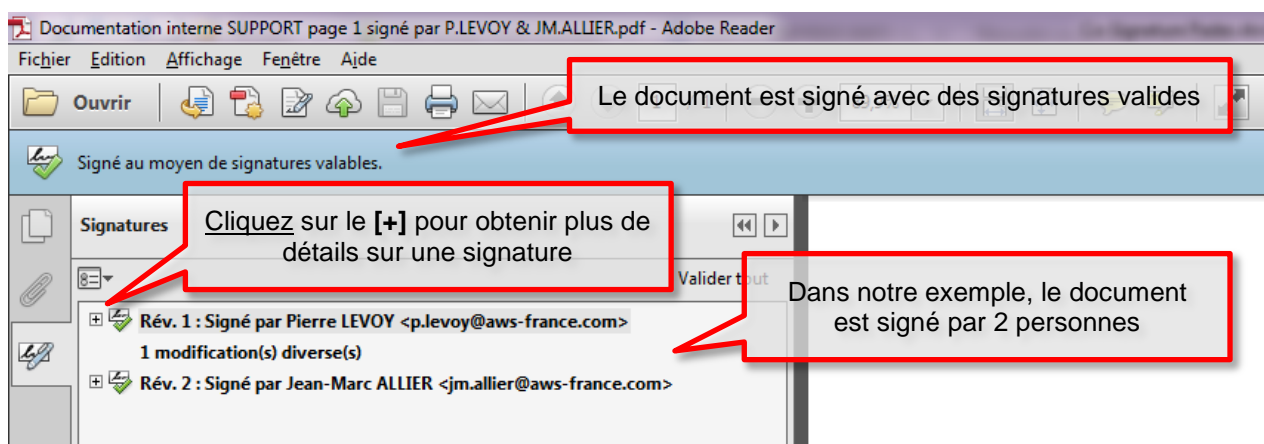 Documentation interne SUPPORT page 1 signé par P.LEVOY & JM.ALLIER.pdf - Adobe Reader
Fichier Edition Affichage Fenêtre Aide
Ouvrir
Le document est signé avec des signatures valides
Signé au moyen de signatures valables.
Signatures
Cliquez sur le [+] pour obtenir plus de
détails sur une signature
Valider tout
Dans notre exemple, le document
est signé par 2 personnes
Rév. 1 : Signé par Pierre LEVOY <p.levoy@aws-france.com>
1 modification(s) diverse(s)
Rév. 2 : Signé par Jean-Marc ALLIER <jm.allier@aws-france.com>